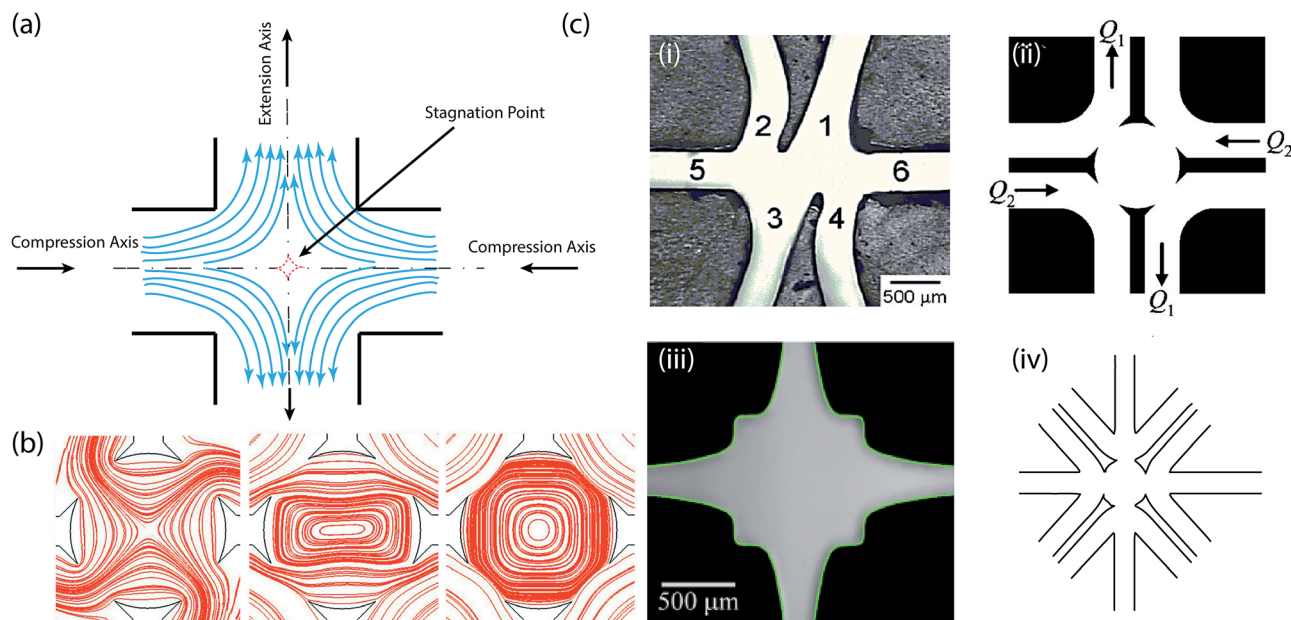 (a)
Extension Axis
Stagnation Point
Compression Axis
Compression Axis
(b)
(c)
(i)
2
1
5
6
3
4
500 μm
(ii)
Q1
Q2
Q2
Q1
(iii)
500 μm
(iv)